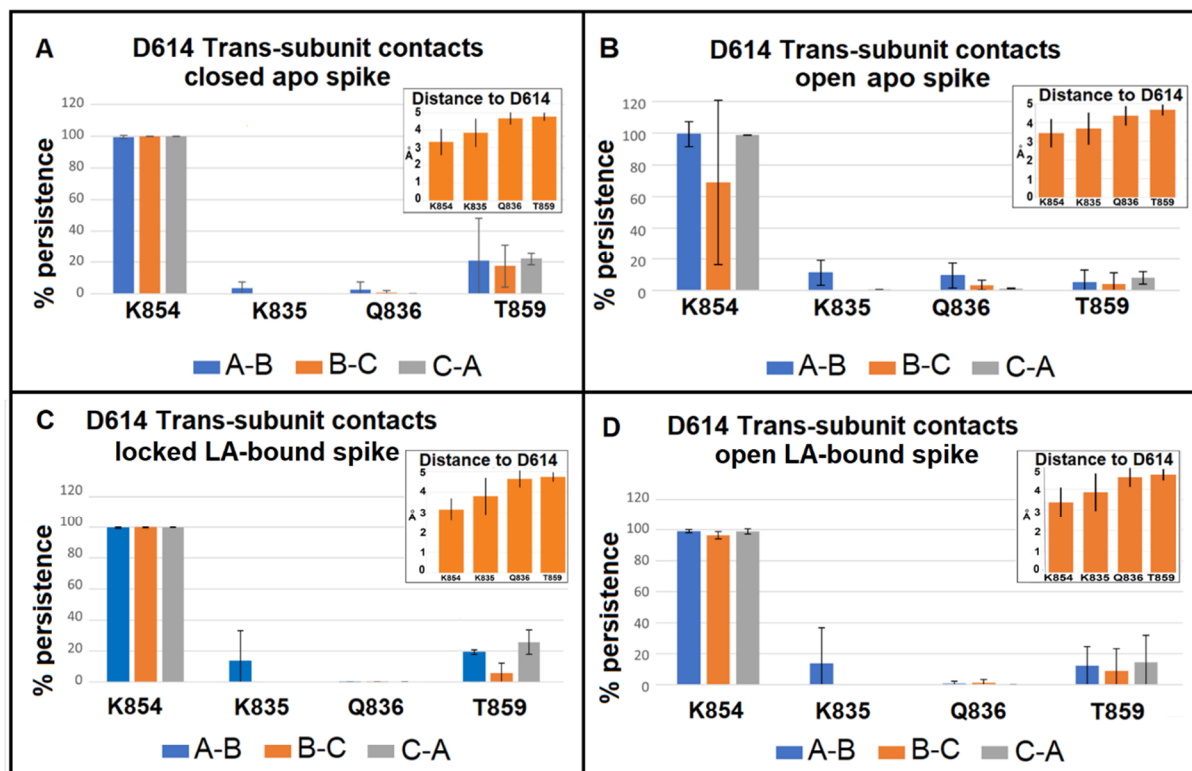 A
D614 Trans-subunit contacts
closed apo spike
Distance to D614
5
4
3
2
1
0
Å
K854 K835 Q836 T859
% persistence
120
100
80
60
40
20
0
K854 K835 Q836 T859
A-B B-C C-A
B
D614 Trans-subunit contacts
open apo spike
Distance to D614
5
4
3
2
1
0
Å
K854 K835 Q836 T859
% persistence
120
100
80
60
40
20
0
K854 K835 Q836 T859
A-B B-C C-A
C
D614 Trans-subunit contacts
locked LA-bound spike
Distance to D614
5
4
3
2
1
0
Å
K854 K835 Q836 T859
% persistence
120
100
80
60
40
20
0
K854 K835 Q836 T859
A-B B-C C-A
D
D614 Trans-subunit contacts
open LA-bound spike
Distance to D614
5
4
3
2
1
0
Å
K854 K835 Q836 T859
% persistence
120
100
80
60
40
20
0
K854 K835 Q836 T859
A-B B-C C-A